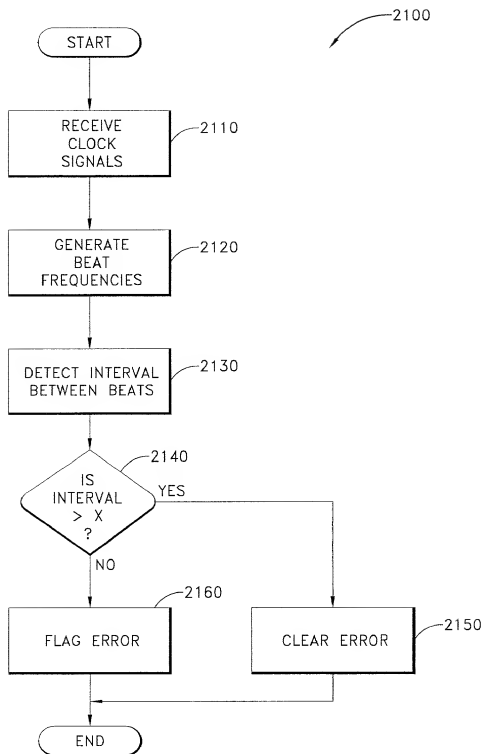 2100
START
RECEIVE
CLOCK
SIGNALS
2110
GENERATE
BEAT
FREQUENCIES
2120
DETECT INTERVAL
BETWEEN BEATS
2130
2140
IS
INTERVAL
> X
?
YES
NO
2160
FLAG ERROR
CLEAR ERROR
2150
END